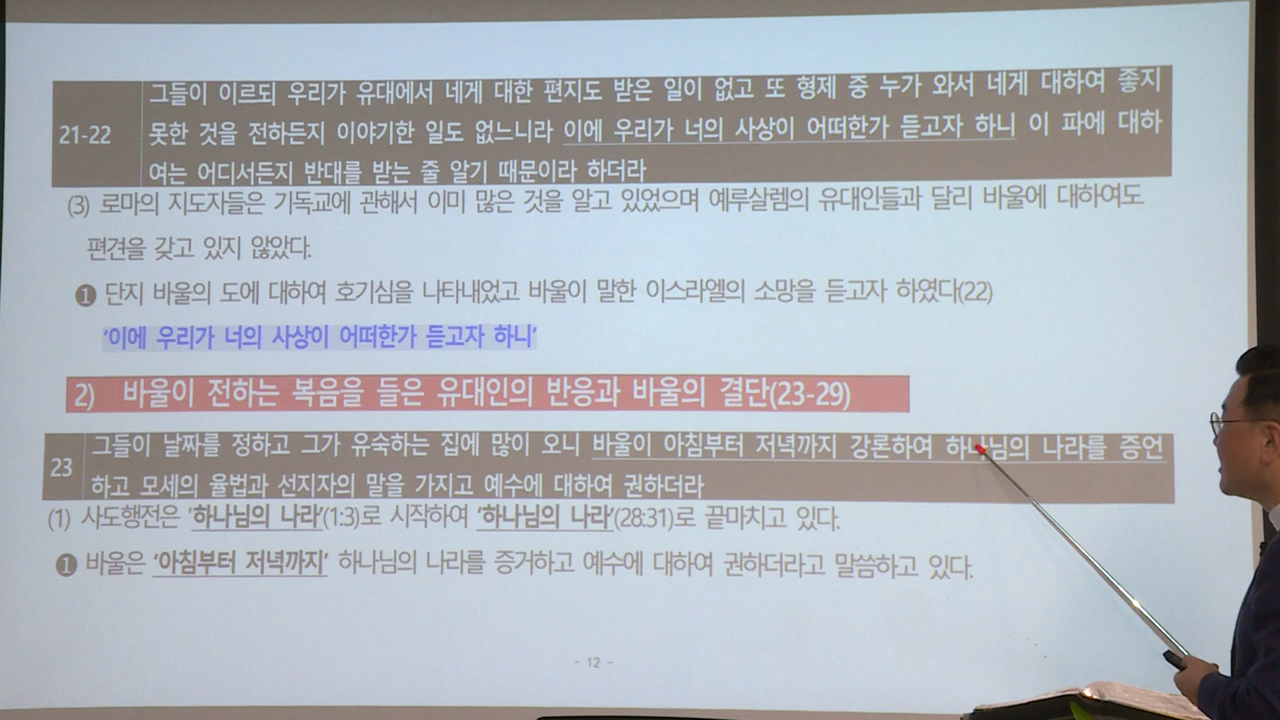 그들이 이르되 우리가 유대에서 네게 대한 편지도 받은 일이 없고 또 형제 중 누가 와서 네게 대하여 좋지
21-22 못한 것을 전하든지 이야기한 일도 없느니라 이에 우리가 너의 사상이 어떠한가 듣고자 하니 이 파에 대하
여는 어디서든지 반대를 받는 줄 알기 때문이라 하더라
(3) 로마의 지도자들은 기독교에 관해서 이미 많은 것을 알고 있었으며 예루살렘의 유대인들과 달리 바울에 대하여도
편견을 갖고 있지 않았다.
❶ 단지 바울의 도에 대하여 호기심을 나타내었고 바울이 말한 이스라엘의 소망을 듣고자 하였다(22)
'이에 우리가 너의 사상이 어떠한가 듣고자 하니'
2) 바울이 전하는 복음을 들은 유대인의 반응과 바울의 결단(23-29)
그들이 날짜를 정하고 그가 유숙하는 집에 많이 오니 바울이 아침부터 저녁까지 강론하여 하나님의 나라를 증언
23 하고 모세의 율법과 선지자의 말을 가지고 예수에 대하여 권하더라
(1) 사도행전은 '하나님의 나라'(1:3)로 시작하여 '하나님의 나라'(28:31)로 끝마치고 있다.
❶ 바울은 '아침부터 저녁까지' 하나님의 나라를 증거하고 예수에 대하여 권하더라고 말씀하고 있다.
- 12 -